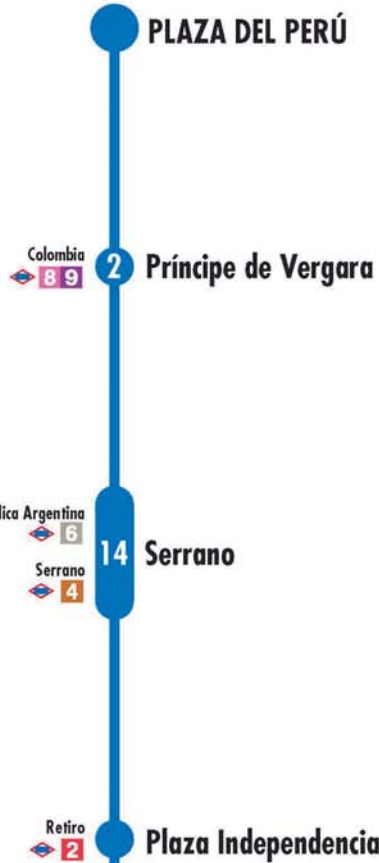 PLAZA DEL PERÚ
Colombia
8 9
2
Príncipe de Vergara
Argentina
6
14
Serrano
Serrano
4
Retiro
2
Plaza Independencia